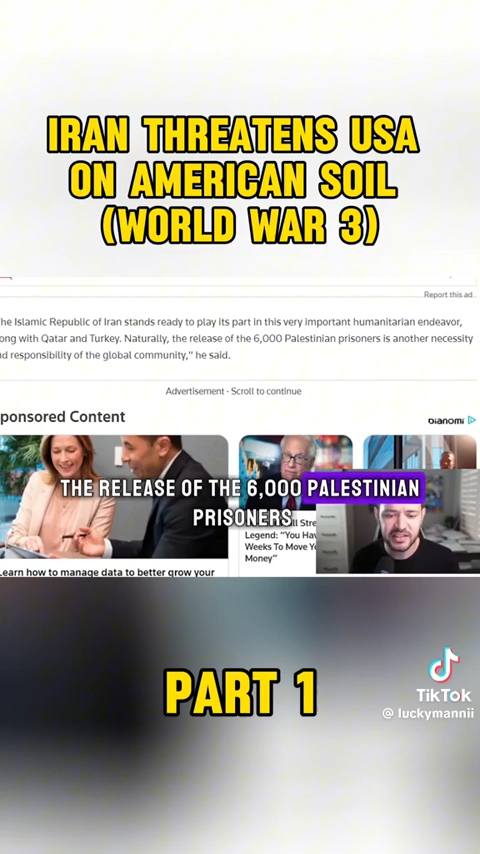 IRAN THREATENS USA
ON AMERICAN SOIL
(WORLD WAR 3)
Report this ad
he Islamic Republic of Iran stands ready to play its part in this very important humanitarian endeavor,
ong with Qatar and Turkey. Naturally, the release of the 6,000 Palestinian prisoners is another necessity
nd responsibility of the global community," he said.
Advertisement - Scroll to continue
ponsored Content
Dianomi
THE RELEASE OF THE 6,000 PALESTINIAN
PRISONERS
Legend: "You Hav
Weeks To Move Yo
Money"
Learn how to manage data to better grow your
PART 1
TikTok
@ luckymannii